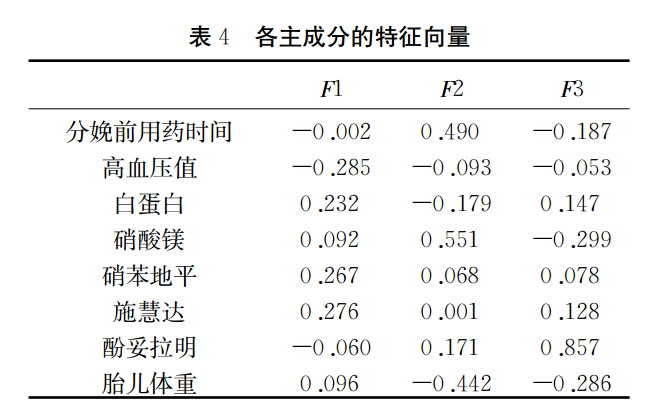 表 4 各主成分的特征向量
F1 F2 F3
分娩前用药时间 −0.002 0.490 −0.187
高血压值 −0.285 −0.093 −0.053
白蛋白 0.232 −0.179 0.147
硝酸镁 0.092 0.551 −0.299
硝苯地平 0.267 0.068 0.078
施慧达 0.276 0.001 0.128
酚妥拉明 −0.060 0.171 0.857
胎儿体重 0.096 −0.442 −0.286